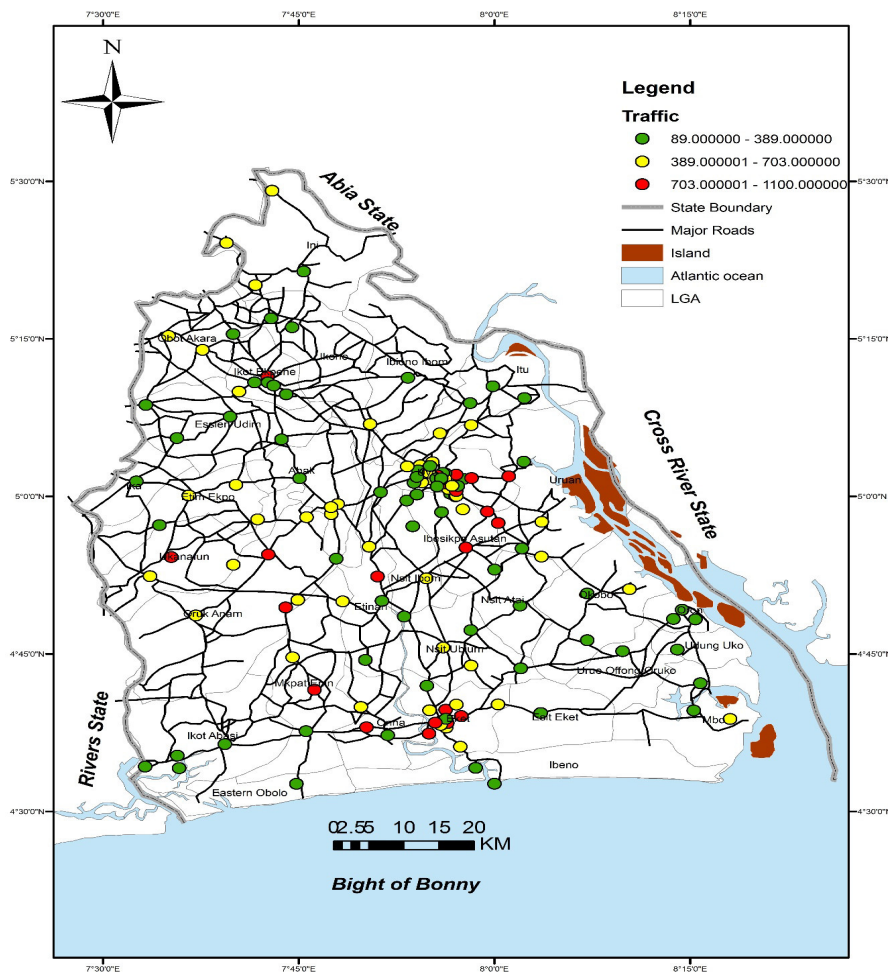 7°30'0"E 7°45'0"E 8°0'0"E 8°15'0"E
N
Legend
Traffic
89.000000 - 389.000000
389.000001 - 703.000000
703.000001 - 1100.000000
State Boundary
Major Roads
Island
Atlantic ocean
LGA
5°30'0"N 5°30'0"N
Abia State
Ini
5°15'0"N 5°15'0"N
Obot Akara
Ikono
Ibiono Ibom
Itu
Ikot Ekpene
Essien Udim
Cross River State
Abak
Uruan
Ika
5°0'0"N 5°0'0"N
Etim Ekpo
Ibesikpo Asutan
Ukanafun
Nsit Ibom
Nsit Atai
Okobo
Etinan
Oruk Anam
Oron
Udung Uko
4°45'0"N 4°45'0"N
Nsit Ubium
Urue Offong/Oruko
Mkpat Enin
Rivers State
Onna
Eket
Esit Eket
Mbo
Ikot Abasi
Ibeno
Eastern Obolo
4°30'0"N 4°30'0"N
0 2.5 5 10 15 20
KM
Bight of Bonny
7°30'0"E 7°45'0"E 8°0'0"E 8°15'0"E